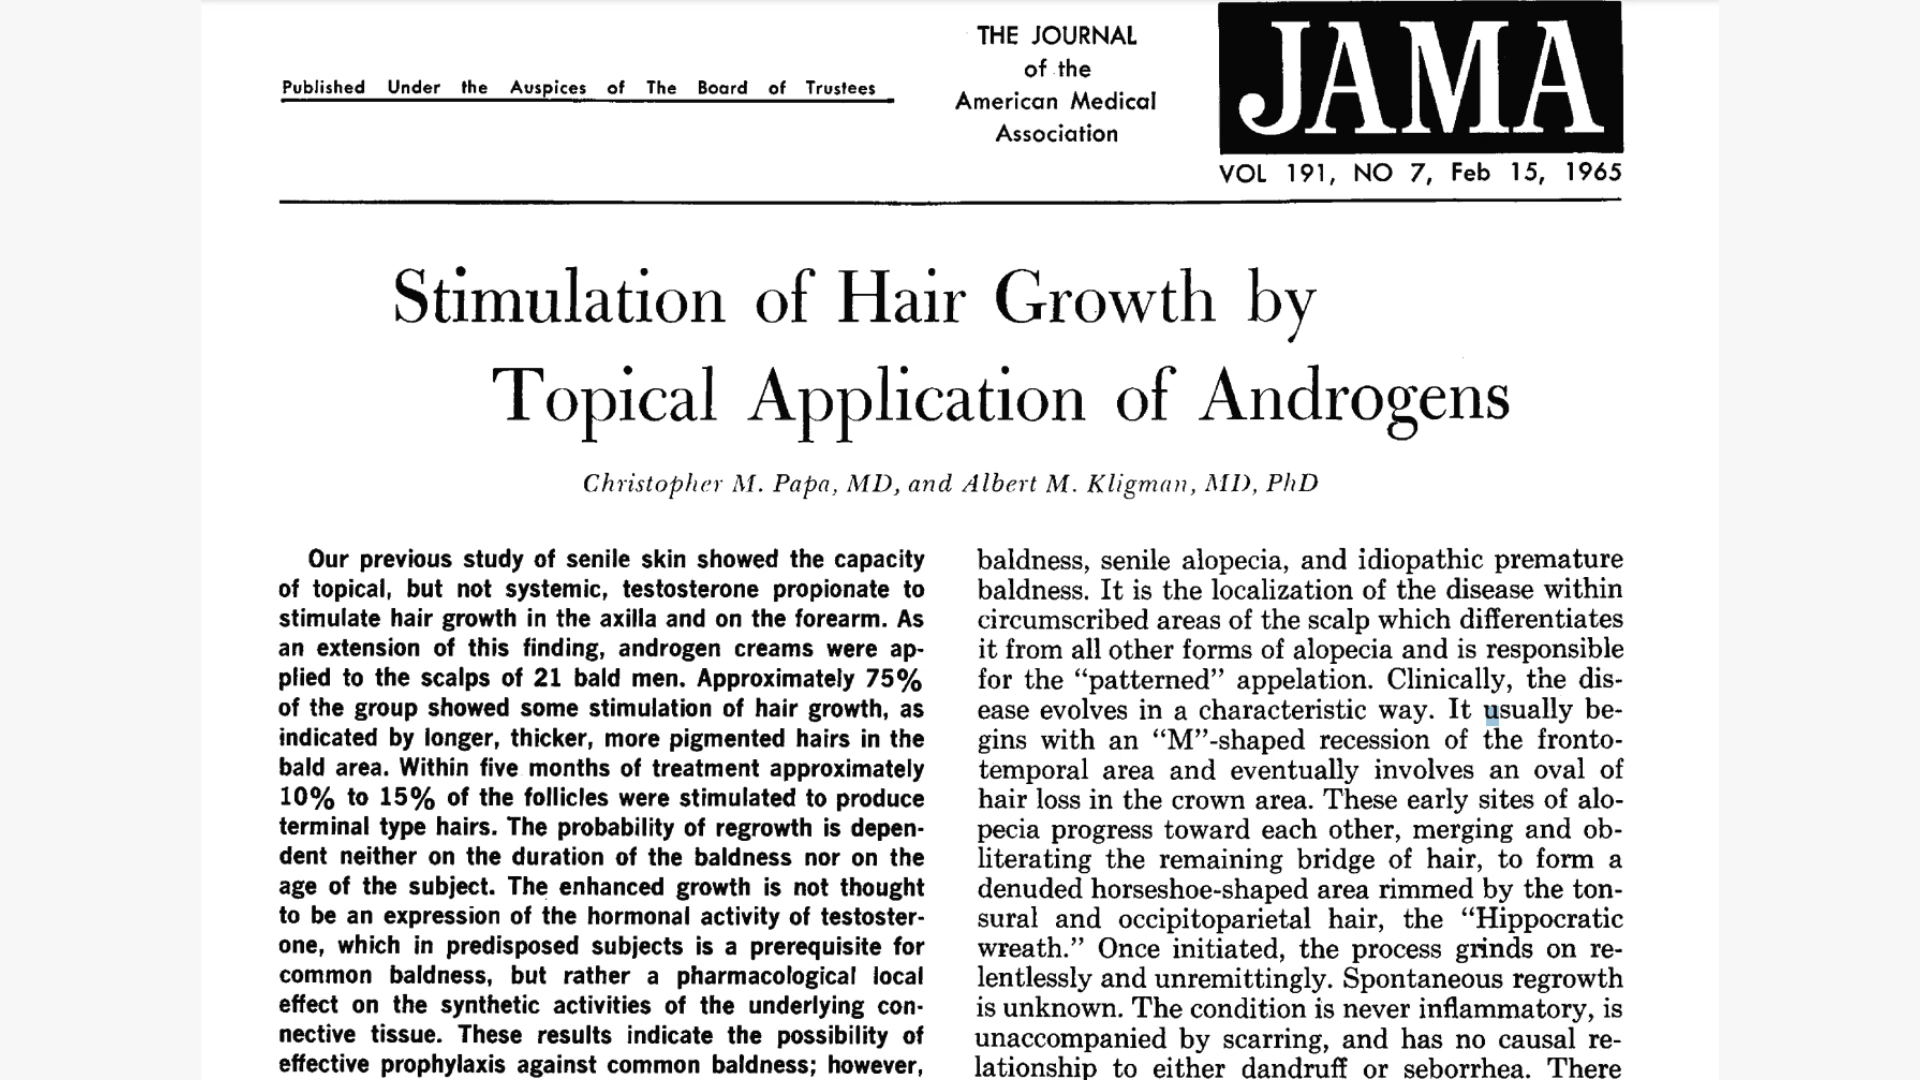 Published Under the Auspices of The Board of Trustees
THE JOURNAL
of the
American Medical
Association
JAMA
VOL 191, NO 7, Feb 15, 1965
Stimulation of Hair Growth by
Topical Application of Androgens
Christopher M. Papa, MD, and Albert M. Kligman, MD, PhD
Our previous study of senile skin showed the capacity
of topical, but not systemic, testosterone propionate to
stimulate hair growth in the axilla and on the forearm. As
an extension of this finding, androgen creams were ap-
plied to the scalps of 21 bald men. Approximately 75%
of the group showed some stimulation of hair growth, as
indicated by longer, thicker, more pigmented hairs in the
bald area. Within five months of treatment approximately
10% to 15% of the follicles were stimulated to produce
terminal type hairs. The probability of regrowth is depen-
dent neither on the duration of the baldness nor on the
age of the subject. The enhanced growth is not thought
to be an expression of the hormonal activity of testoster-
one, which in predisposed subjects is a prerequisite for
common baldness, but rather a pharmacological local
effect on the synthetic activities of the underlying con-
nective tissue. These results indicate the possibility of
effective prophylaxis against common baldness; however,
baldness, senile alopecia, and idiopathic premature
baldness. It is the localization of the disease within
circumscribed areas of the scalp which differentiates
it from all other forms of alopecia and is responsible
for the “patterned” appelation. Clinically, the dis-
ease evolves in a characteristic way. It usually be-
gins with an “M”-shaped recession of the fronto-
temporal area and eventually involves an oval of
hair loss in the crown area. These early sites of alo-
pecia progress toward each other, merging and ob-
literating the remaining bridge of hair, to form a
denuded horseshoe-shaped area rimmed by the ton-
sural and occipitoparietal hair, the “Hippocratic
wreath.” Once initiated, the process grinds on re-
lentlessly and unremittingly. Spontaneous regrowth
is unknown. The condition is never inflammatory, is
unaccompanied by scarring, and has no causal re-
lationship to either dandruff or seborrhea. There